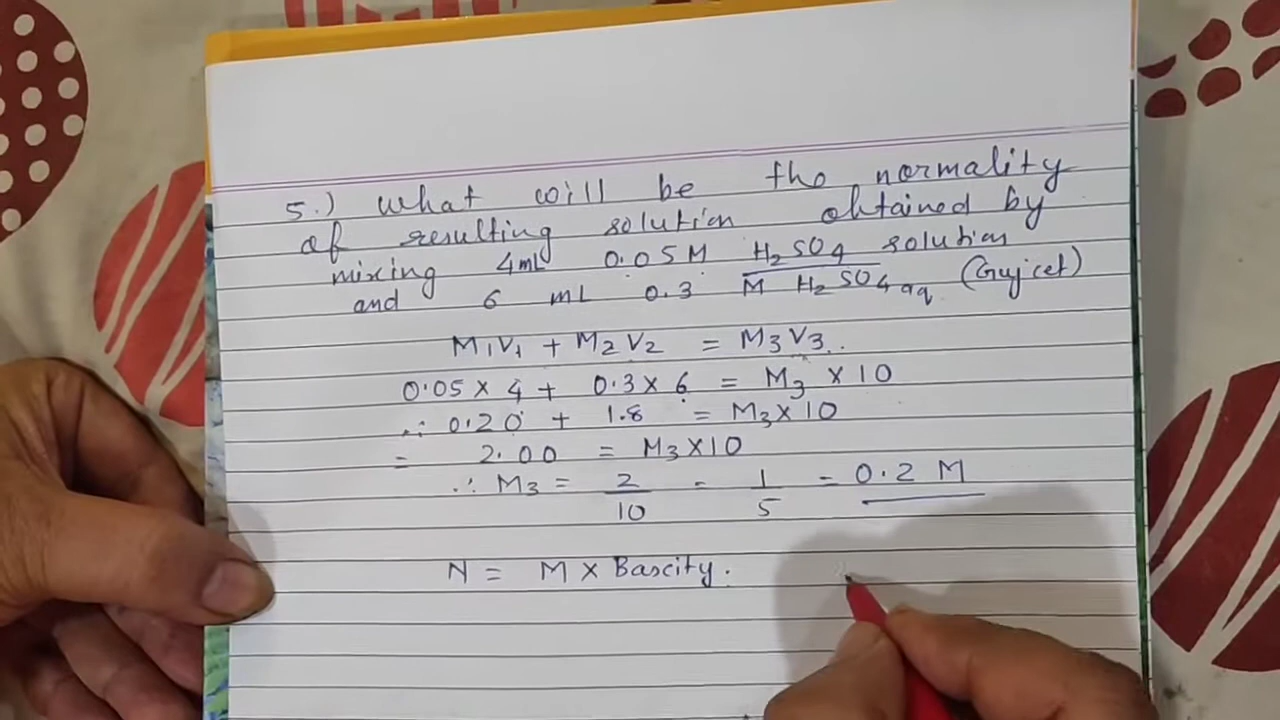 5.) what will be the normality
of resulting solution obtained by
mixing 4mL 0.05M H₂SO₄ solution
and 6 mL 0.3 M H₂SO₄ aq (Gujcet)
M₁V₁ + M₂V₂ = M₃V₃.
0.05 × 4 + 0.3 × 6 = M₃ × 10
∴ 0.20 + 1.8 = M₃ × 10
= 2.00 = M₃ × 10
∴ M₃ = 2/10 = 1/5 = 0.2 M
N = M × Bascity.